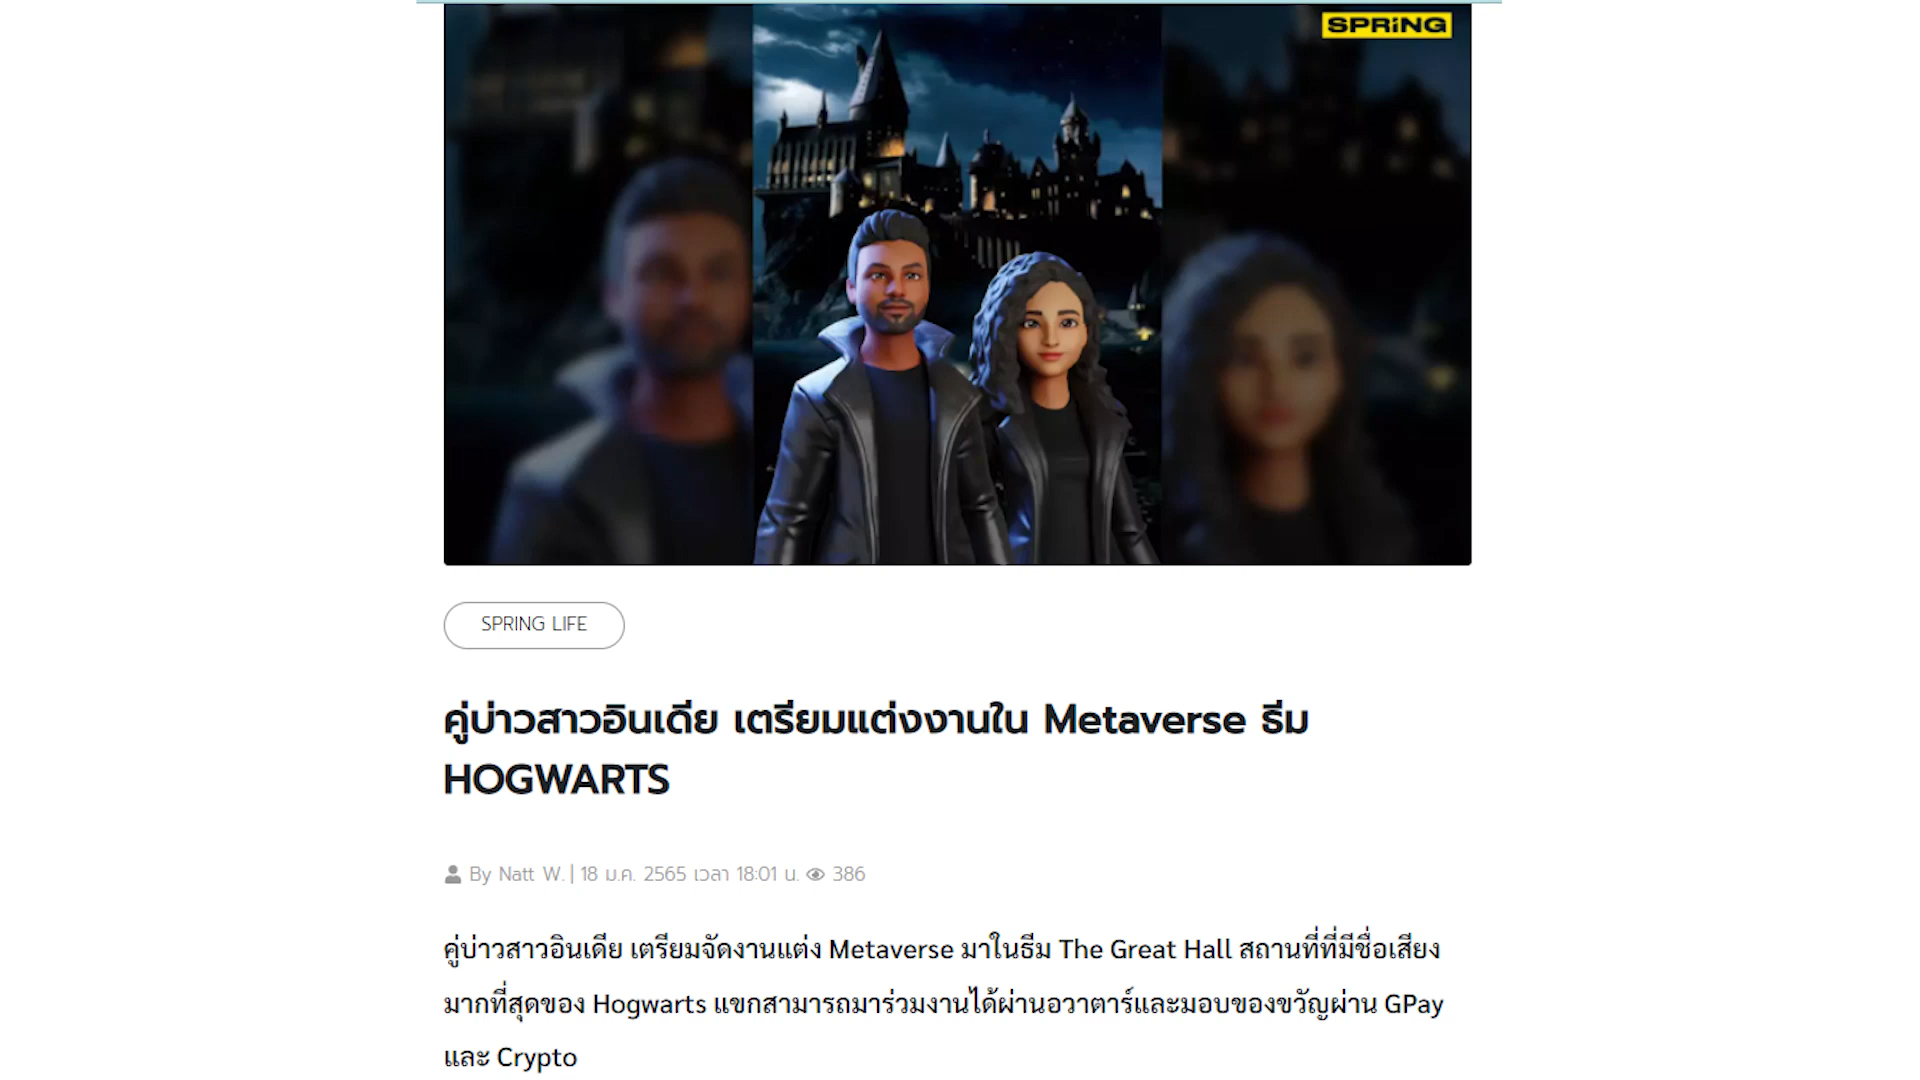 SPRiNG
SPRING LIFE
คู่บ่าวสาวอินเดีย เตรียมแต่งงานใน Metaverse ธีม
HOGWARTS
By Natt W. | 18 ม.ค. 2565 เวลา 18:01 น. 386
คู่บ่าวสาวอินเดีย เตรียมจัดงานแต่ง Metaverse มาในธีม The Great Hall สถานที่ที่มีชื่อเสียง
มากที่สุดของ Hogwarts แขกสามารถมาร่วมงานได้ผ่านอวาตาร์และมอบของขวัญผ่าน GPay
และ Crypto